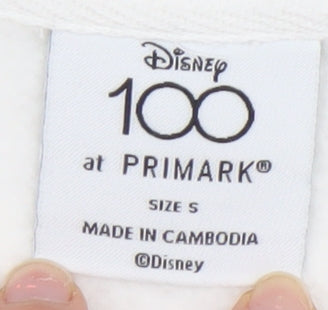 Disney
100
at PRIMARK®
SIZE S
MADE IN CAMBODIA
©Disney